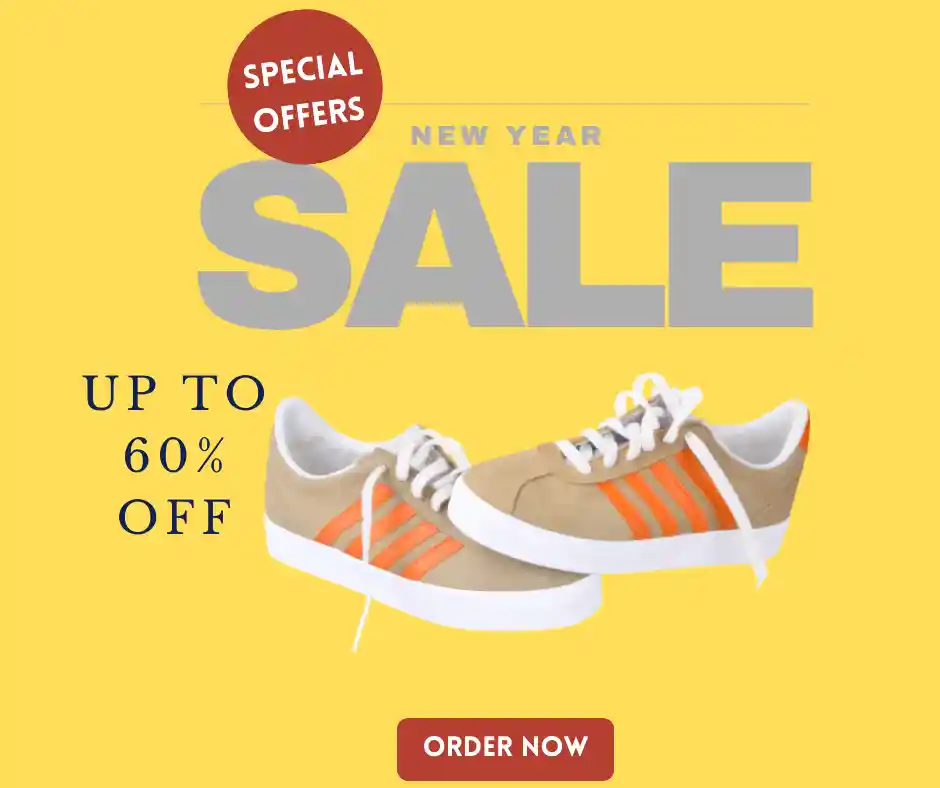 SPECIAL
OFFERS
NEW YEAR
SALE
UP TO
60%
OFF
ORDER NOW